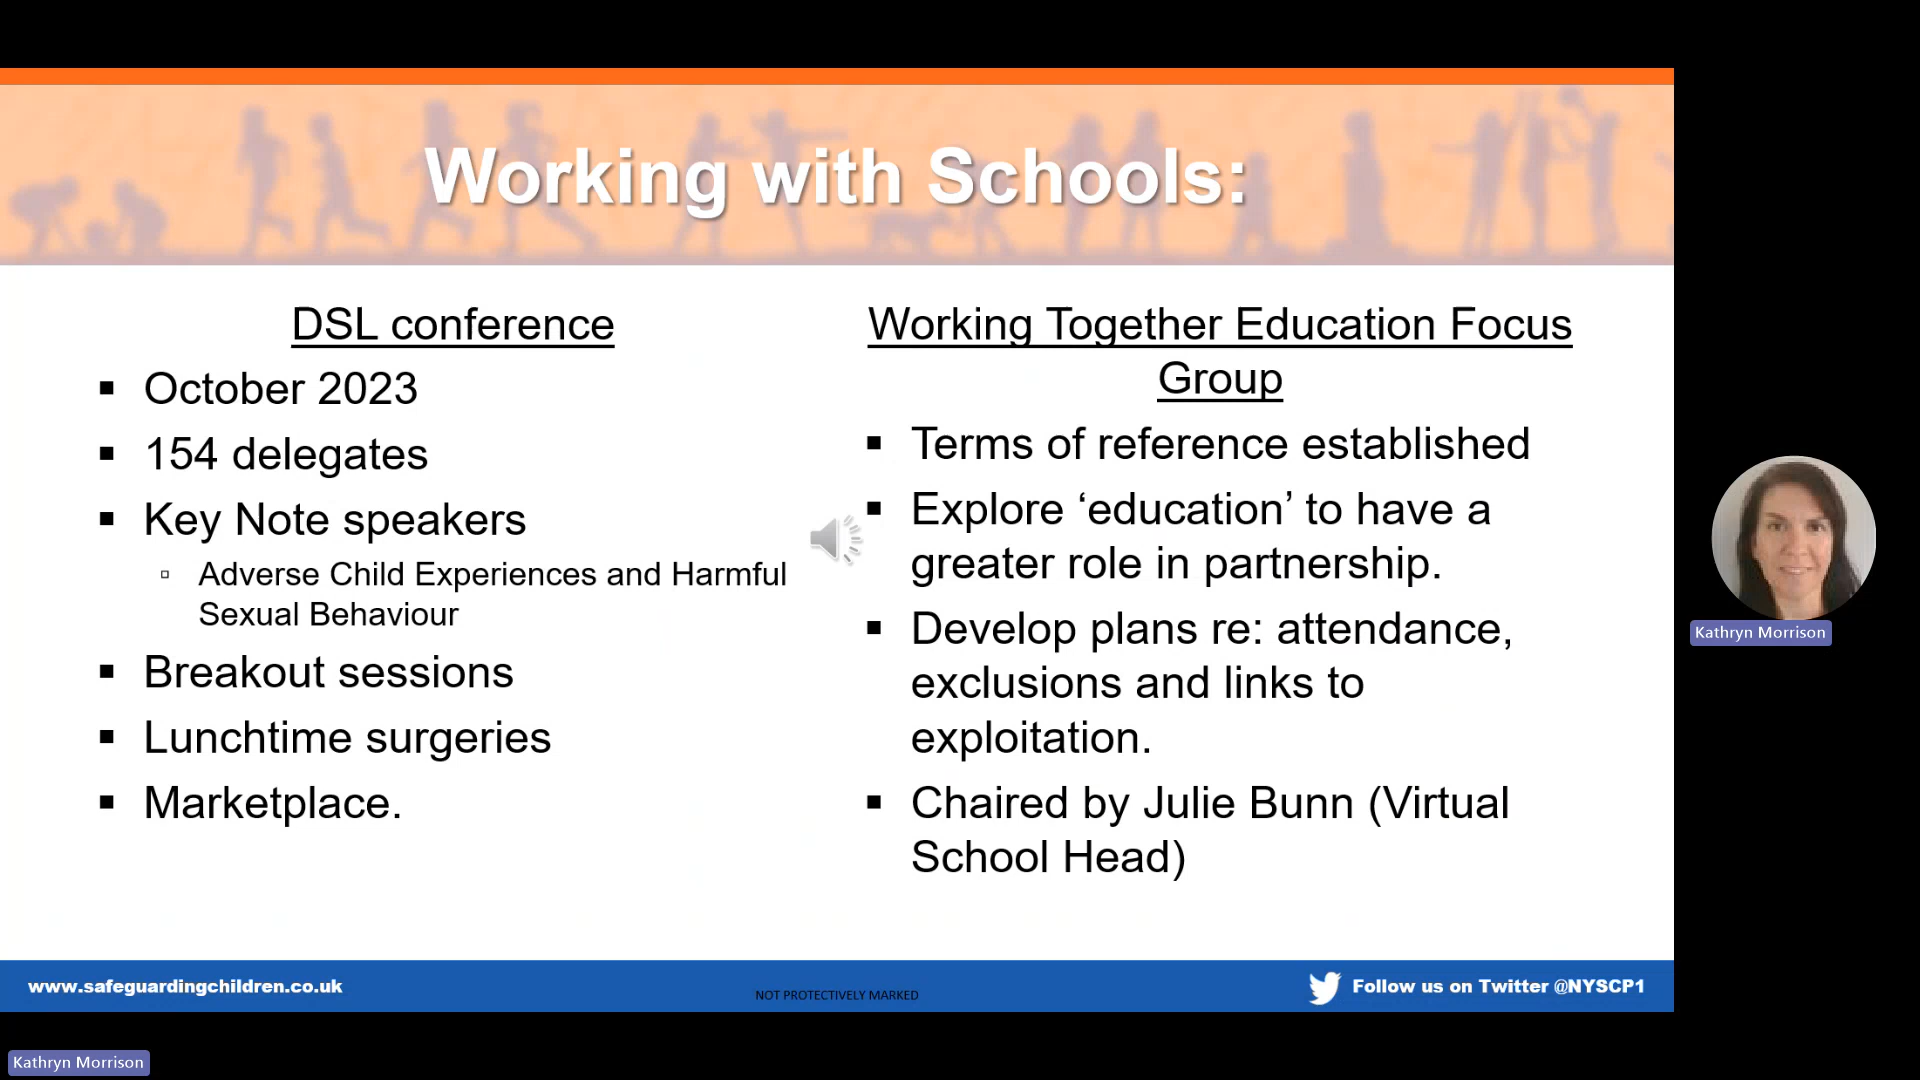 Working with Schools:
DSL conference
▪ October 2023
▪ 154 delegates
▪ Key Note speakers
▫ Adverse Child Experiences and Harmful
Sexual Behaviour
▪ Breakout sessions
▪ Lunchtime surgeries
▪ Marketplace.
Working Together Education Focus
Group
▪ Terms of reference established
▪ Explore ‘education’ to have a
greater role in partnership.
▪ Develop plans re: attendance,
exclusions and links to
exploitation.
▪ Chaired by Julie Bunn (Virtual
School Head)
Kathryn Morrison
www.safeguardingchildren.co.uk
NOT PROTECTIVELY MARKED
Follow us on Twitter @NYSCP1
Kathryn Morrison